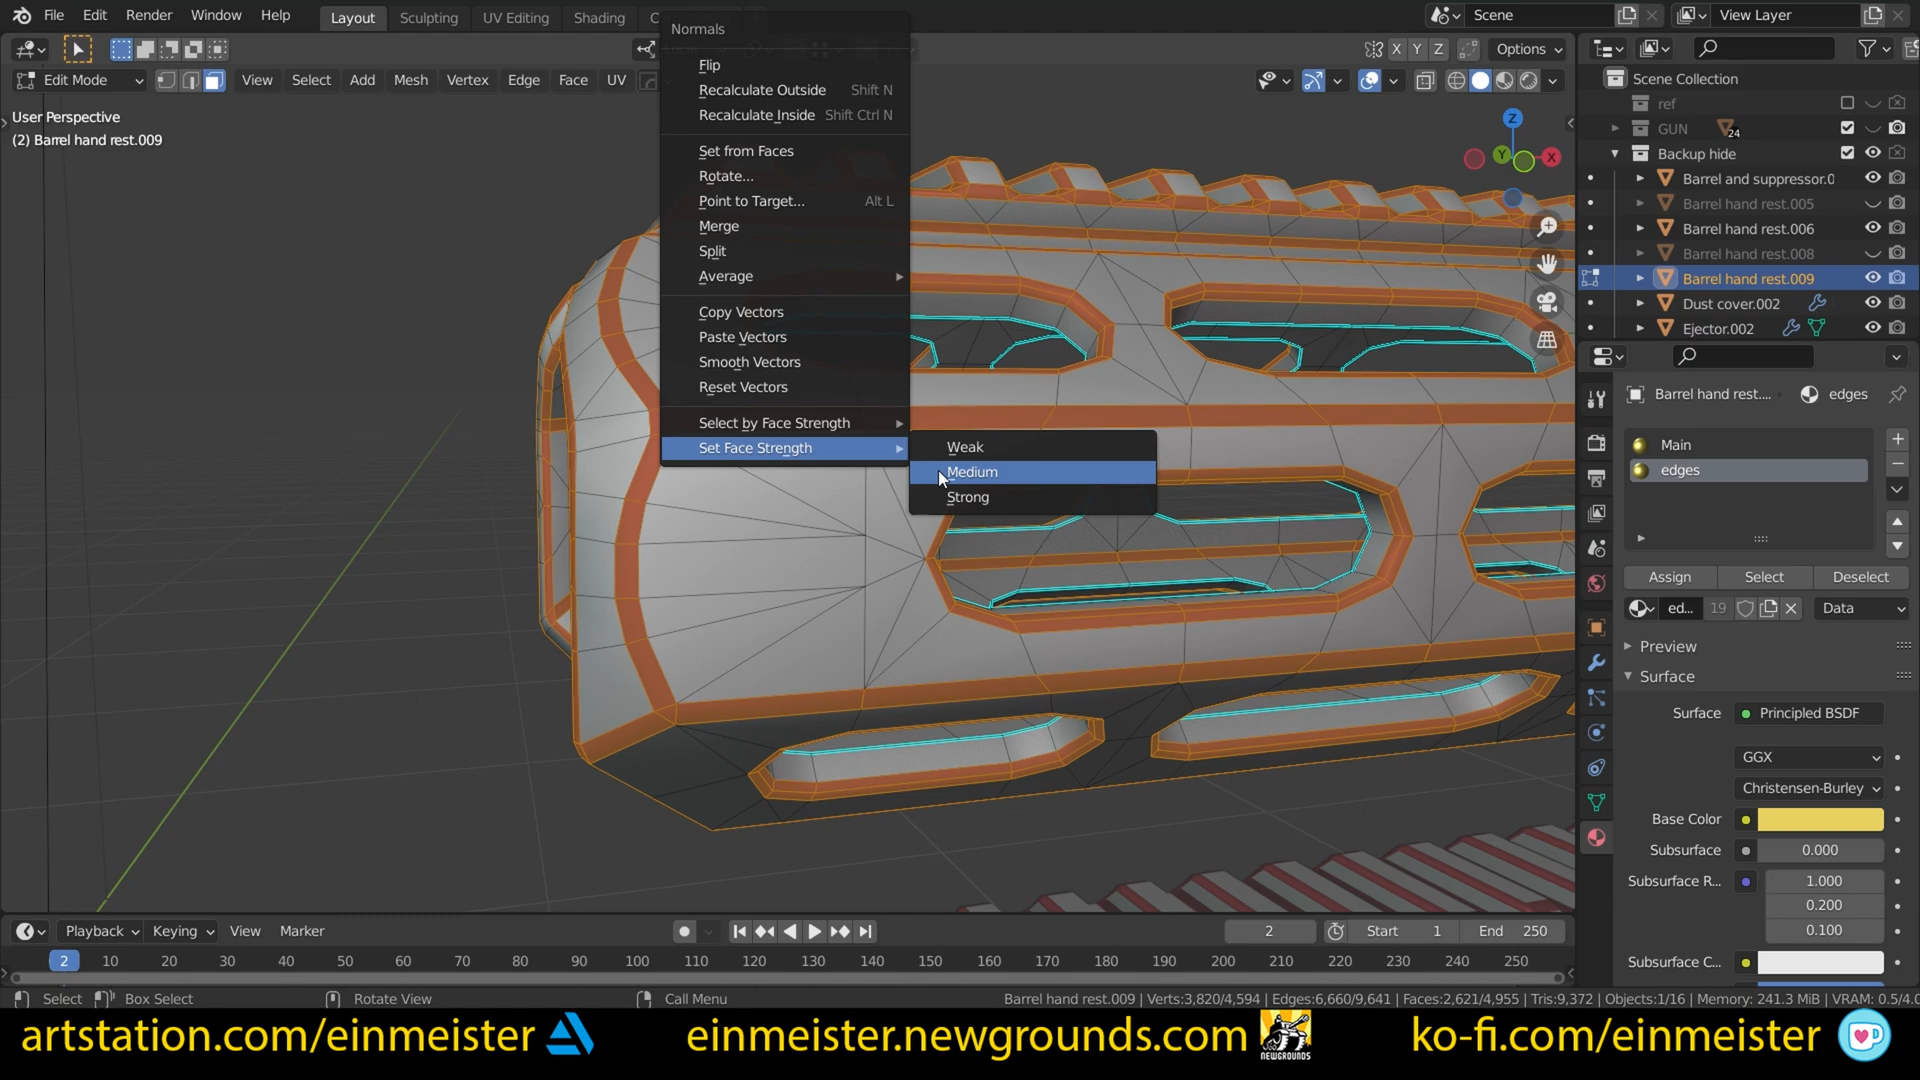 File Edit Render Window Help Layout Sculpting UV Editing Shading C
Scene View Layer
Normals
Local
X Y Z Options
Edit Mode View Select Add Mesh Vertex Edge Face UV
User Perspective
(2) Barrel hand rest.009
Flip
Recalculate Outside Shift N
Recalculate Inside Shift Ctrl N
Set from Faces
Rotate...
Point to Target... Alt L
Merge
Split
Average
Copy Vectors
Paste Vectors
Smooth Vectors
Reset Vectors
Select by Face Strength
Set Face Strength
Weak
Medium
Strong
Z
Y
X
Scene Collection
ref
GUN 24
Backup hide
Barrel and suppressor.0
Barrel hand rest.005
Barrel hand rest.006
Barrel hand rest.008
Barrel hand rest.009
Dust cover.002
Ejector.002
Barrel hand rest.... edges
Main
edges
Assign Select Deselect
ed... 19 Data
Preview
Surface
Surface Principled BSDF
GGX
Christensen-Burley
Base Color
Subsurface 0.000
Subsurface R... 1.000
0.200
0.100
Subsurface C...
Playback Keying View Marker
2 Start 1 End 250
2 10 20 30 40 50 60 70 80 90 100 110 120 130 140 150 160 170 180 190 200 210 220 230 240 250
Select Box Select Rotate View Call Menu
Barrel hand rest.009 | Verts:3,820/4,594 | Edges:6,660/9,641 | Faces:2,621/4,955 | Tris:9,372 | Objects:1/16 | Memory: 241.3 MiB | VRAM: 0.5/4.0
artstation.com/einmeister
einmeister.newgrounds.com
NEWGROUNDS
ko-fi.com/einmeister